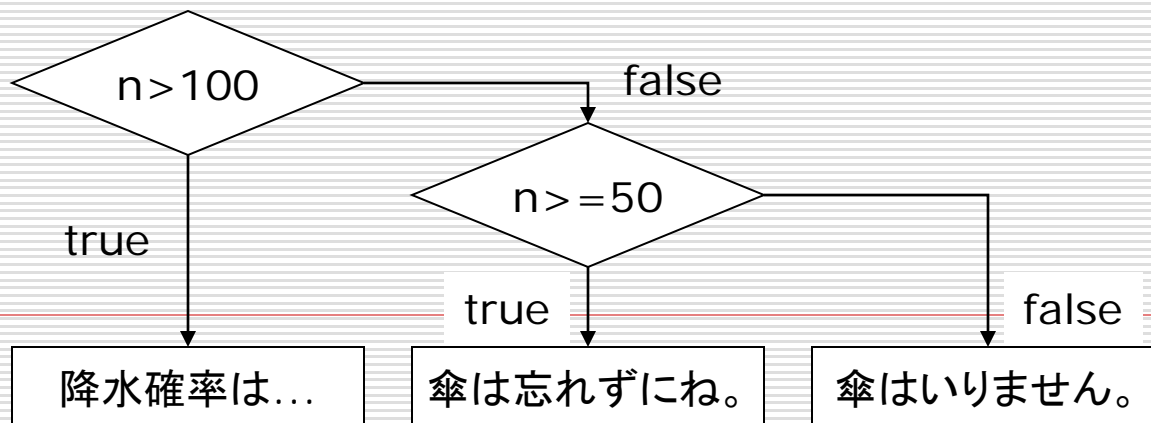 n>100
false
n>=50
true
true
false
降水確率は...
傘は忘れずにね。
傘はいりません。